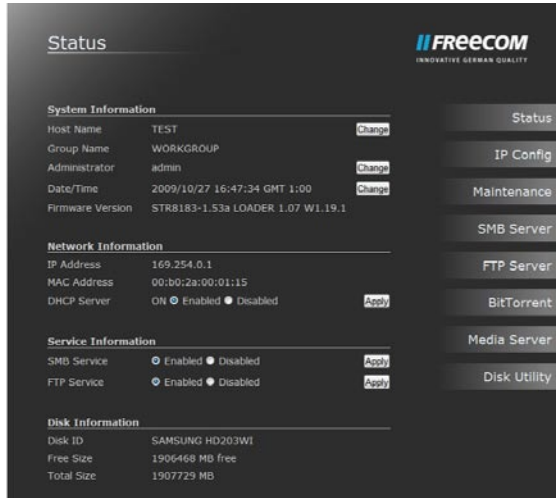 Status
FREECOM
INNOVATIVE GERMAN QUALITY
System Information
Host Name TEST Change
Group Name WORKGROUP
Administrator admin Change
Date/Time 2009/10/27 16:47:34 GMT 1:00 Change
Firmware Version STR8183-1.53a LOADER 1.07 W1.19.1
Network Information
IP Address 169.254.0.1
MAC Address 00:b0:2a:00:01:15
DHCP Server ON Enabled Disabled Apply
Service Information
SMB Service Enabled Disabled Apply
FTP Service Enabled Disabled Apply
Disk Information
Disk ID SAMSUNG HD203WI
Free Size 1906468 MB free
Total Size 1907729 MB
Status
IP Config
Maintenance
SMB Server
FTP Server
BitTorrent
Media Server
Disk Utility